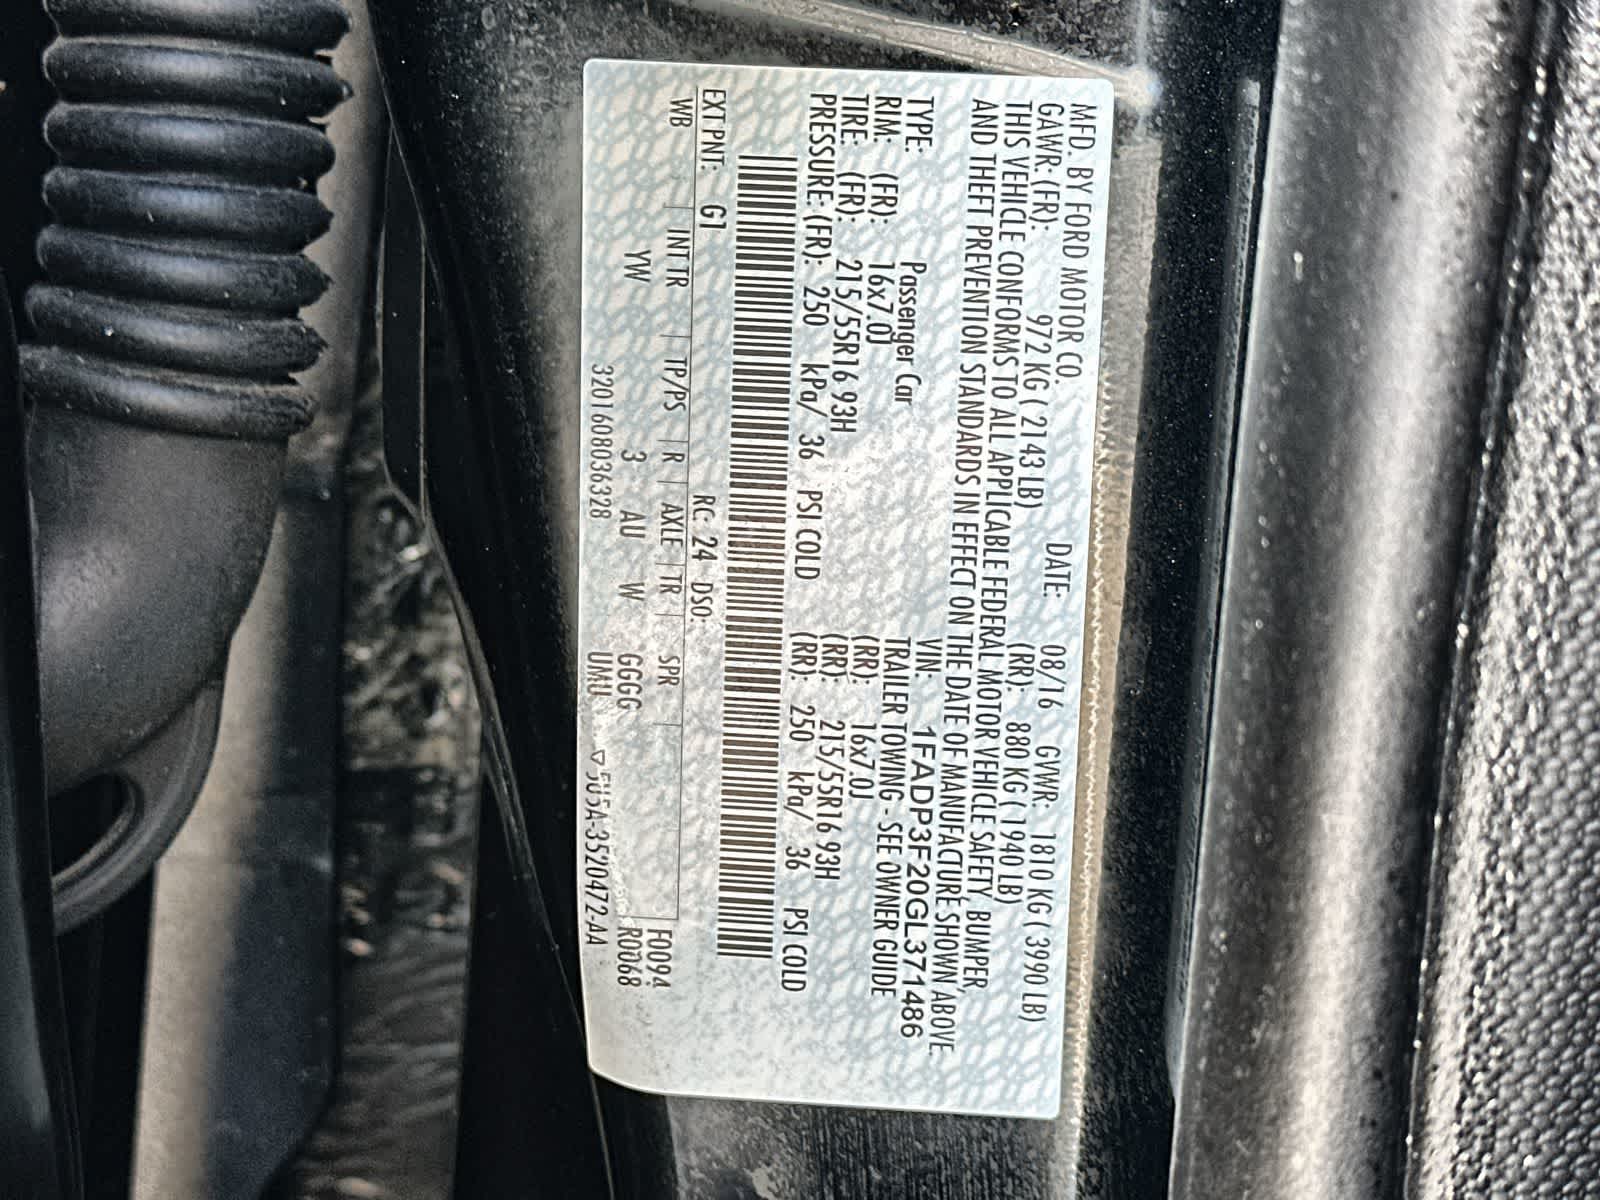 MFD. BY FORD MOTOR CO. DATE: 08/16 GVWR: 1810 KG ( 3990 LB)
GAWR: (FR): 972 KG ( 2143 LB) (RR): 880 KG ( 1940 LB)
THIS VEHICLE CONFORMS TO ALL APPLICABLE FEDERAL MOTOR VEHICLE SAFETY, BUMPER,
AND THEFT PREVENTION STANDARDS IN EFFECT ON THE DATE OF MANUFACTURE SHOWN ABOVE.
VIN: 1FADP3F20GL371486
TYPE: Passenger Car TRAILER TOWING - SEE OWNER GUIDE
RIM: (FR): 16x7.0J (RR): 16x7.0J
TIRE: (FR): 215/55R16 93H (RR): 215/55R16 93H
PRESSURE: (FR): 250 kPa/ 36 PSI COLD (RR): 250 kPa/ 36 PSI COLD
EXT PNT: G1 RC: 24 DSO: F0094
WB | INT TR | TP/PS | R | AXLE | TR | SPR R0068
YW 3 AU W GGGG
3201608036328 UMU ▽5U5A-3520472-AA